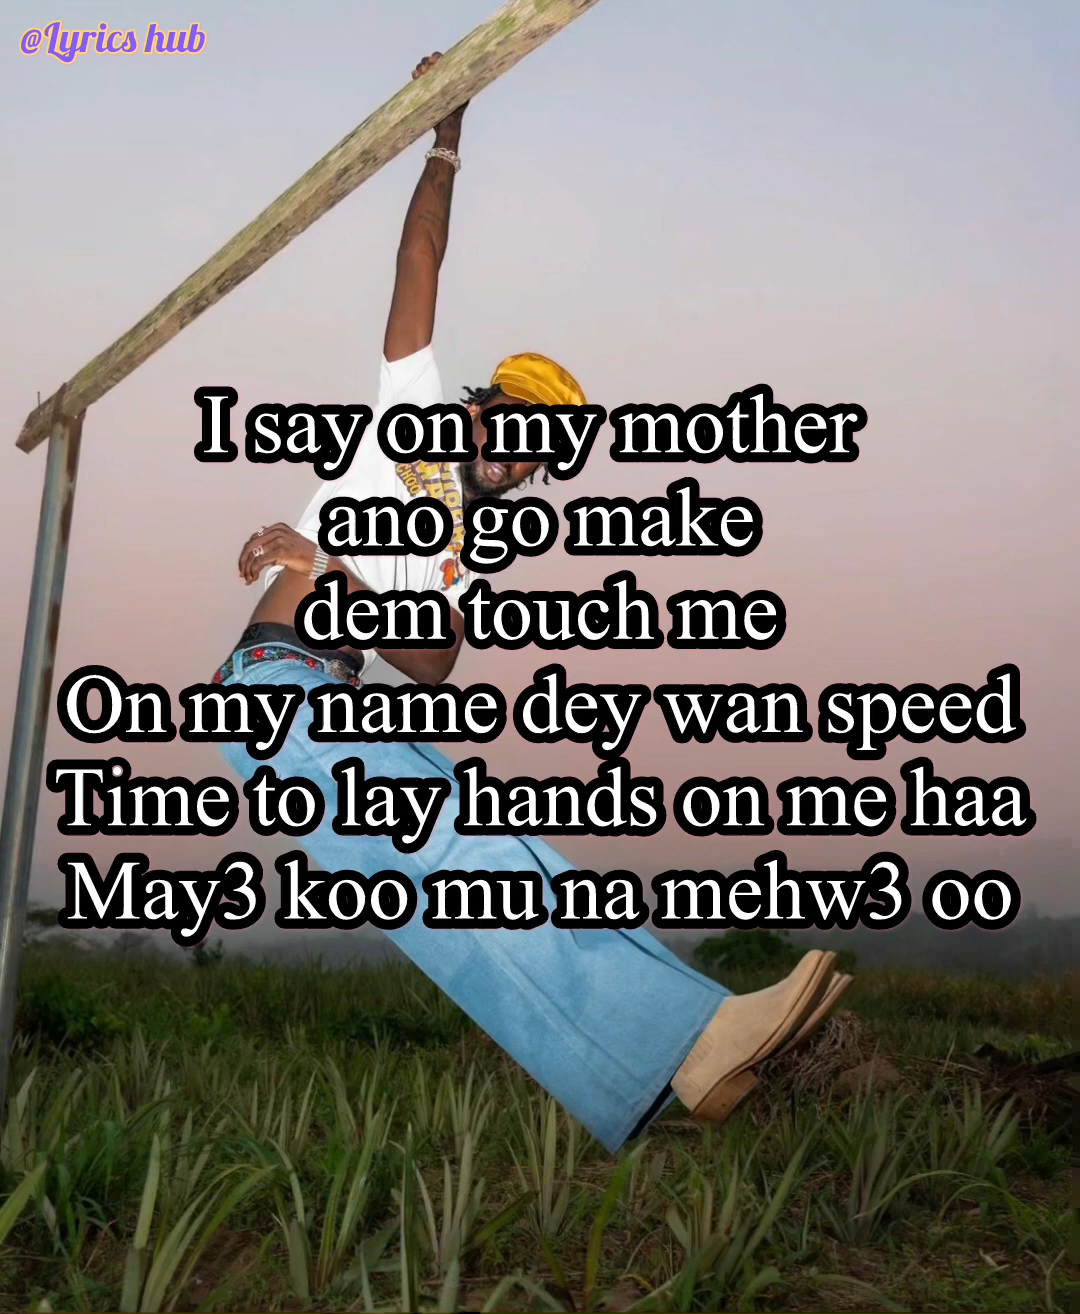 @Lyrics hub
I say on my mother
ano go make
dem touch me
On my name dey wan speed
Time to lay hands on me haa
May3 koo mu na mehw3 oo